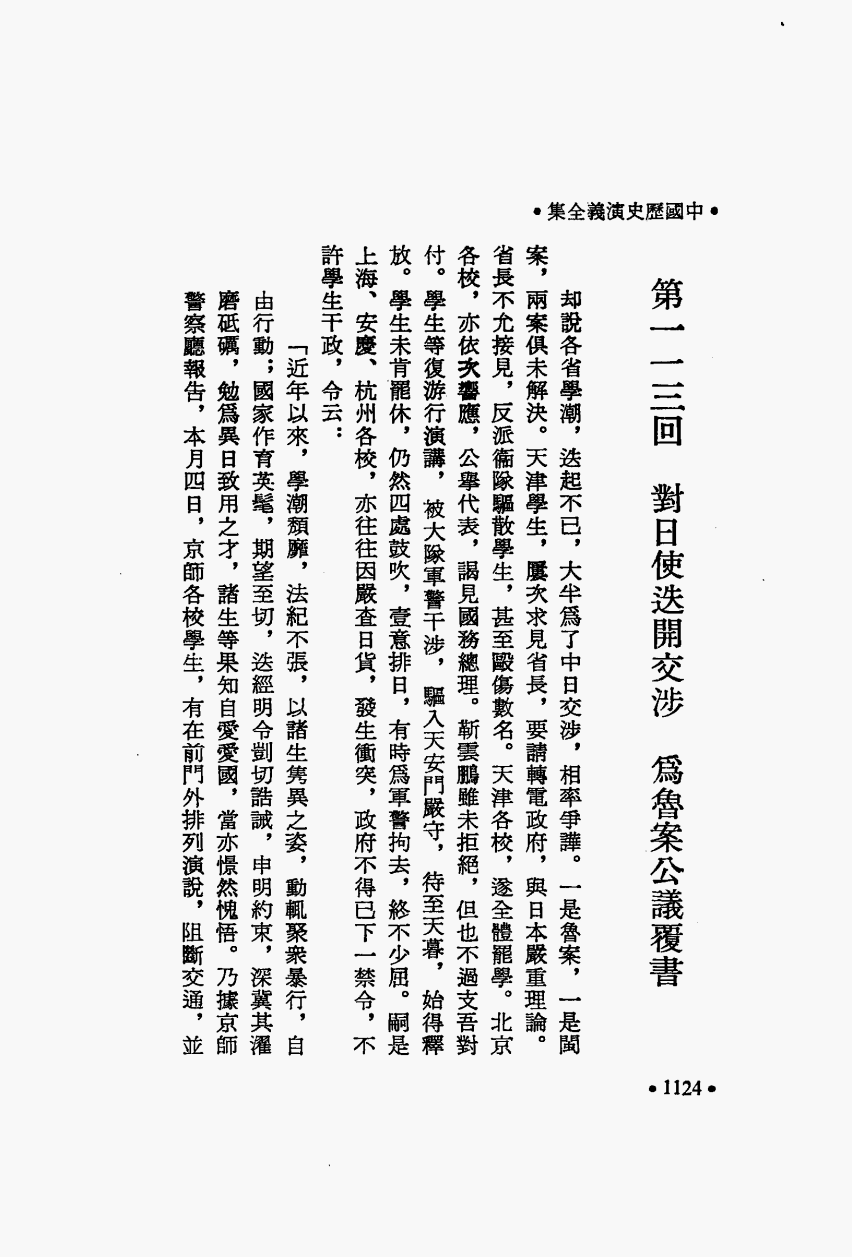 •中國歷史演義全集•
第一一三回　對日使迭開交涉　爲魯案公議覆書
却說各省學潮，迭起不已，大半爲了中日交涉，相率爭譁。一是魯案，一是閩
案，兩案俱未解決。天津學生，屢次求見省長，要請轉電政府，與日本嚴重理論。
省長不允接見，反派衞隊驅散學生，甚至毆傷數名。天津各校，遂全體罷學。北京
各校，亦依次響應，公舉代表，謁見國務總理。靳雲鵬雖未拒絕，但也不過支吾對
付。學生等復游行演講，被大隊軍警干涉，驅入天安門嚴守，待至天暮，始得釋
放。學生未肯罷休，仍然四處鼓吹，壹意排日，有時爲軍警拘去，終不少屈。嗣是
上海、安慶、杭州各校，亦往往因嚴查日貨，發生衝突，政府不得已下一禁令，不
許學生干政，令云：
「近年以來，學潮頹靡，法紀不張，以諸生雋異之姿，動輒聚衆暴行，自
由行動；國家作育英髦，期望至切，迭經明令剴切誥誡，申明約束，深冀其濯
磨砥礪，勉爲異日致用之才，諸生等果知自愛愛國，當亦憬然愧悟。乃據京師
警察廳報告，本月四日，京師各校學生，有在前門外排列演說，阻斷交通，並
•1124•